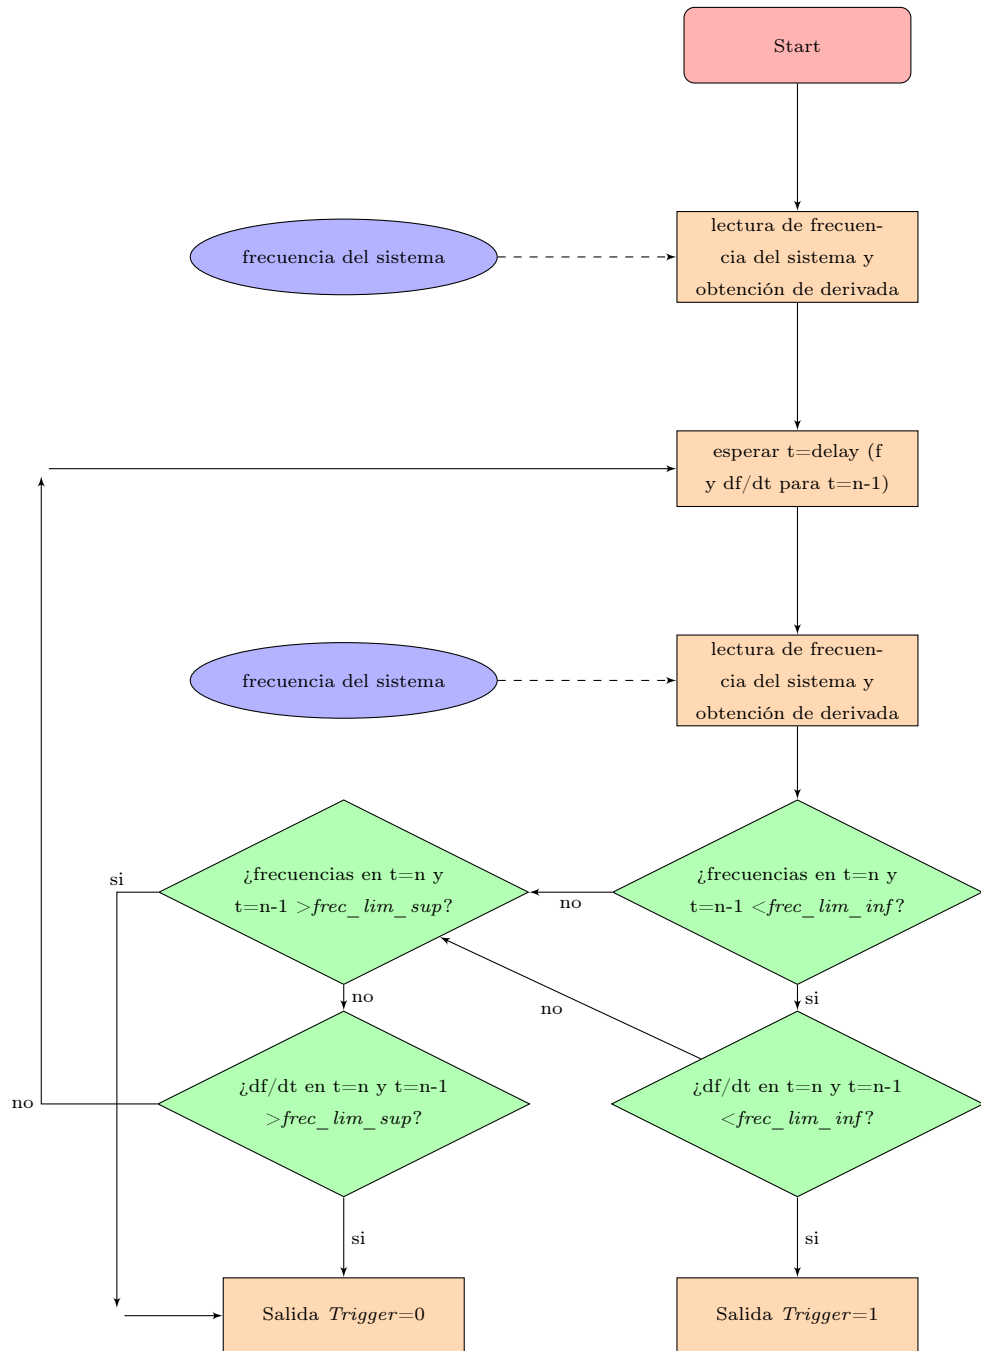 Start
lectura de frecuen-
cia del sistema y
obtención de derivada
frecuencia del sistema
esperar t=delay (f
y df/dt para t=n-1)
lectura de frecuen-
cia del sistema y
obtención de derivada
frecuencia del sistema
¿frecuencias en t=n y
t=n-1 >frec_lim_sup?
¿frecuencias en t=n y
t=n-1 <frec_lim_inf?
si
no
no
si
no
¿df/dt en t=n y t=n-1
>frec_lim_sup?
¿df/dt en t=n y t=n-1
<frec_lim_inf?
no
si
si
Salida Trigger=0
Salida Trigger=1